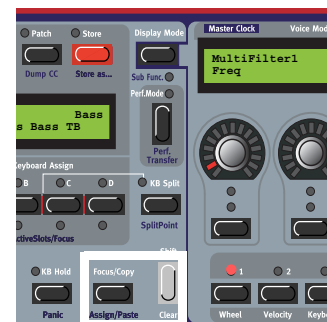 Patch
Store
Display Mode
Master Clock
Voice Mod
Dump CC
Store as...
Sub Func.
MultiFilter1
Freq
Perf.Mode
Bass
s Bass TB
Perf.
Transfer
Keyboard Assign
B
C
D
KB Split
ctiveSlots/Focus
SplitPoint
Shift
KB Hold
Focus/Copy
1
2
Panic
Assign/Paste
Clear
Wheel
Velocity
Keyb